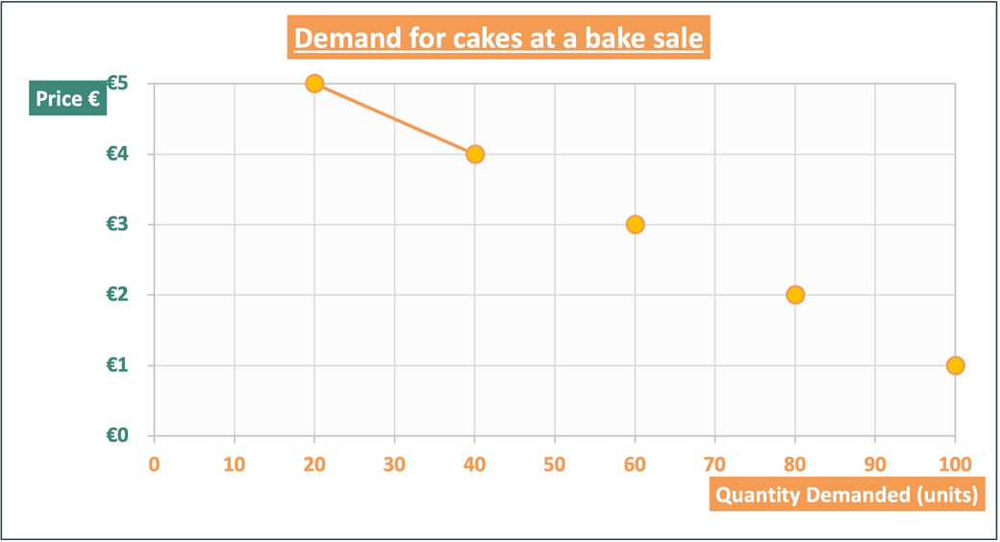 Demand for cakes at a bake sale
Price €
€5
€4
€3
€2
€1
€0
0 10 20 30 40 50 60 70 80 90 100
Quantity Demanded (units)